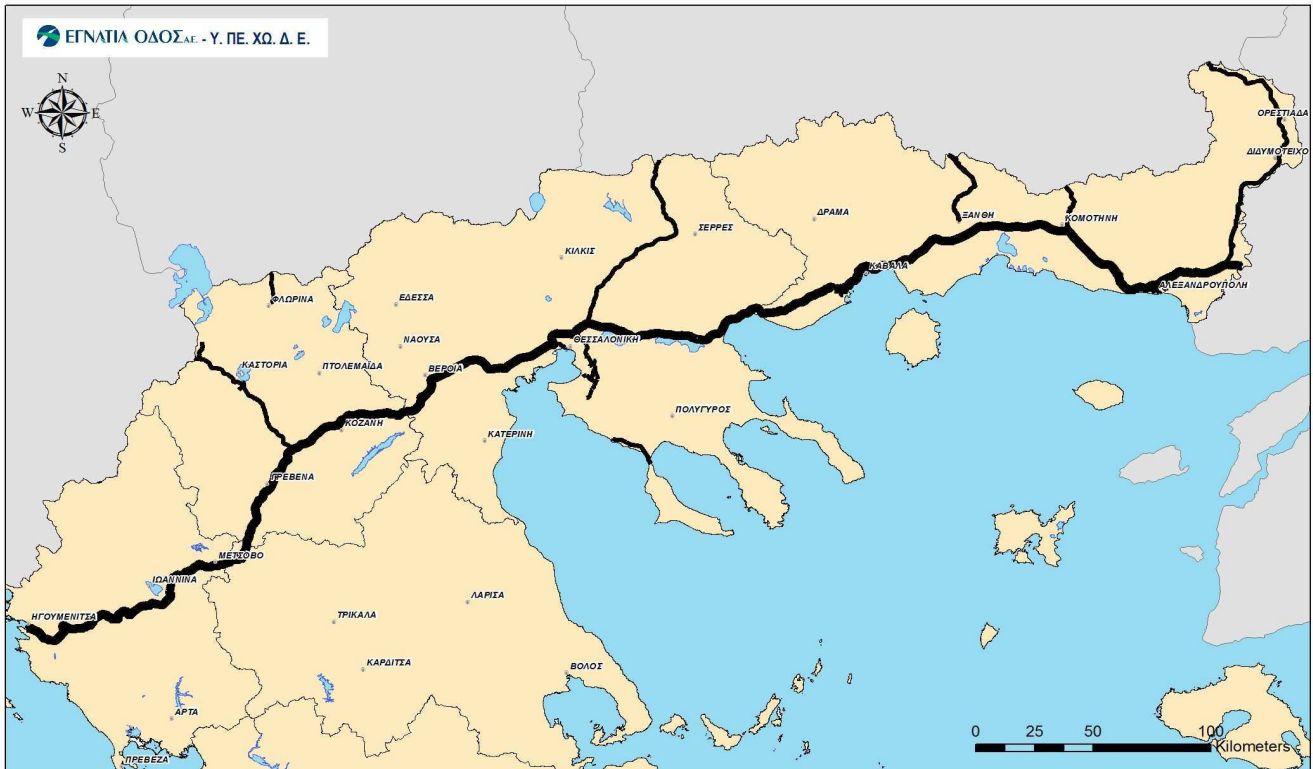 ΕΓΝΑΤΙΑ ΟΔΟΣ Α.Ε. - Υ. ΠΕ. ΧΩ. Δ. Ε.
N
W E
S
ΟΡΕΣΤΙΑΔΑ
ΔΙΔΥΜΟΤΕΙΧΟ
ΔΡΑΜΑ
ΞΑΝΘΗ
ΚΟΜΟΤΗΝΗ
ΣΕΡΡΕΣ
ΚΙΛΚΙΣ
ΚΑΒΑΛΑ
ΑΛΕΞΑΝΔΡΟΥΠΟΛΗ
ΦΛΩΡΙΝΑ
ΕΔΕΣΣΑ
ΝΑΟΥΣΑ
ΘΕΣΣΑΛΟΝΙΚΗ
ΚΑΣΤΟΡΙΑ
ΠΤΟΛΕΜΑΪΔΑ
ΒΕΡΟΙΑ
ΠΟΛΥΓΥΡΟΣ
ΚΟΖΑΝΗ
ΚΑΤΕΡΙΝΗ
ΓΡΕΒΕΝΑ
ΜΕΤΣΟΒΟ
ΙΩΑΝΝΙΝΑ
ΛΑΡΙΣΑ
ΗΓΟΥΜΕΝΙΤΣΑ
ΤΡΙΚΑΛΑ
ΚΑΡΔΙΤΣΑ
ΒΟΛΟΣ
ΑΡΤΑ
ΠΡΕΒΕΖΑ
0 25 50 100
Kilometers